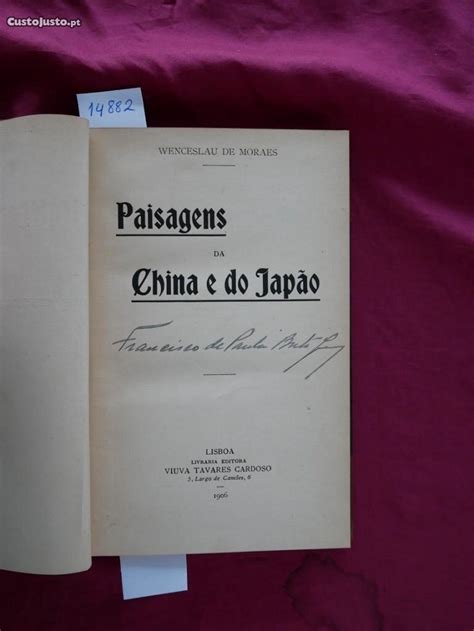 CustoJusto.pt
14882
WENCESLAU DE MORAES
Paisagens
DA
China e do Japão
Francisco de Paula
LISBOA
LIVRARIA EDITORA
VIUVA TAVARES CARDOSO
5, Largo de Camões, 6
1906